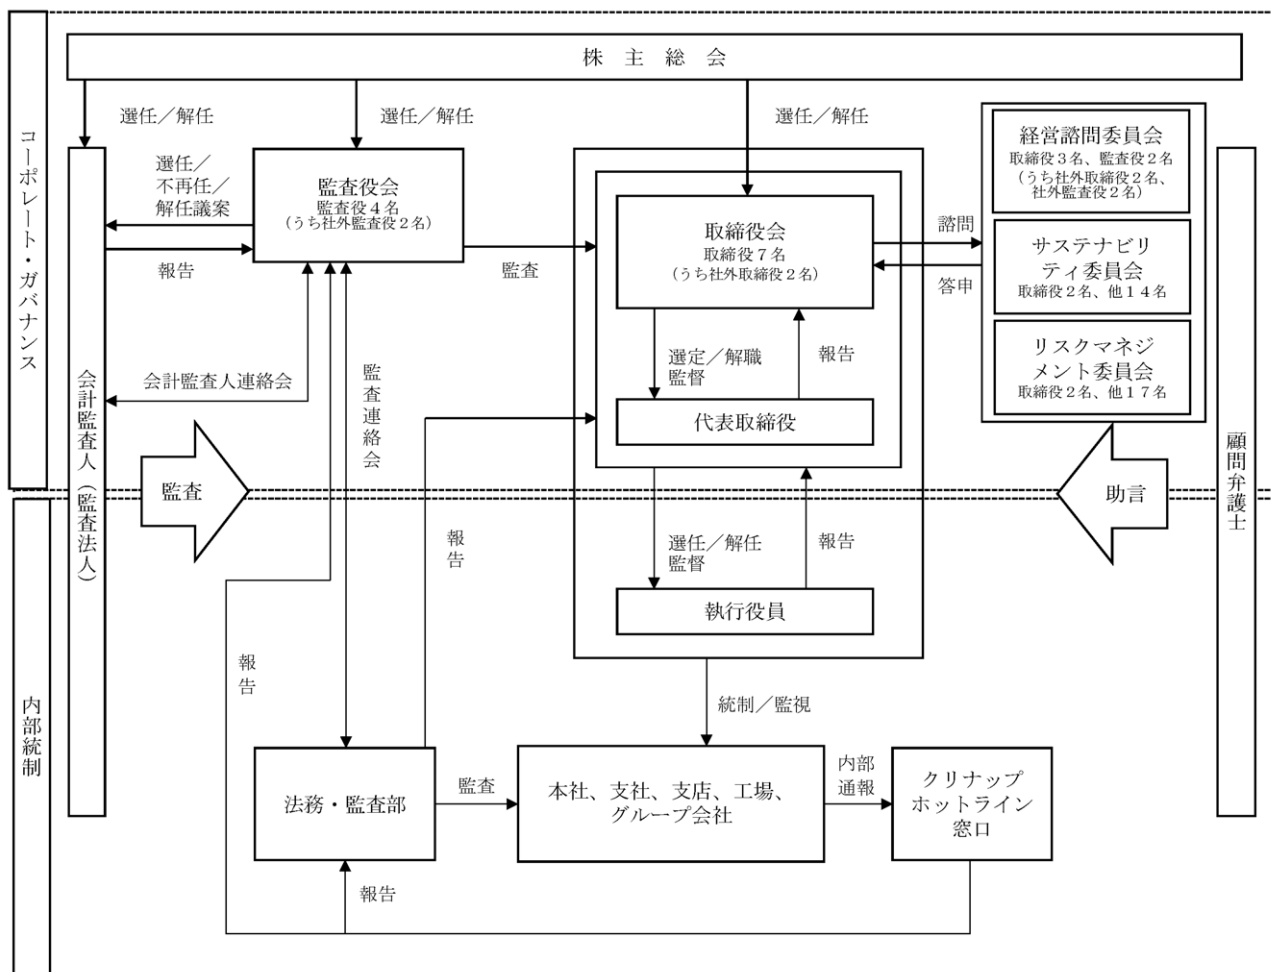 株主総会
コーポレート・ガバナンス
内部統制
選任／解任
選任／解任
選任／解任
会計監査人（監査法人）
選任／
不再任／
解任議案
報告
監査役会
監査役４名
（うち社外監査役２名）
監査
取締役会
取締役７名
（うち社外取締役２名）
諮問
答申
経営諮問委員会
取締役３名、監査役２名
（うち社外取締役２名、
社外監査役２名）
サステナビリ
ティ委員会
取締役２名、他１４名
リスクマネジ
メント委員会
取締役２名、他１７名
顧問弁護士
会計監査人連絡会
監査連絡会
選定／解職
監督
報告
代表取締役
監査
助言
報告
選任／解任
監督
報告
執行役員
報告
統制／監視
法務・監査部
監査
本社、支社、支店、工場、
グループ会社
内部
通報
クリナップ
ホットライン
窓口
報告